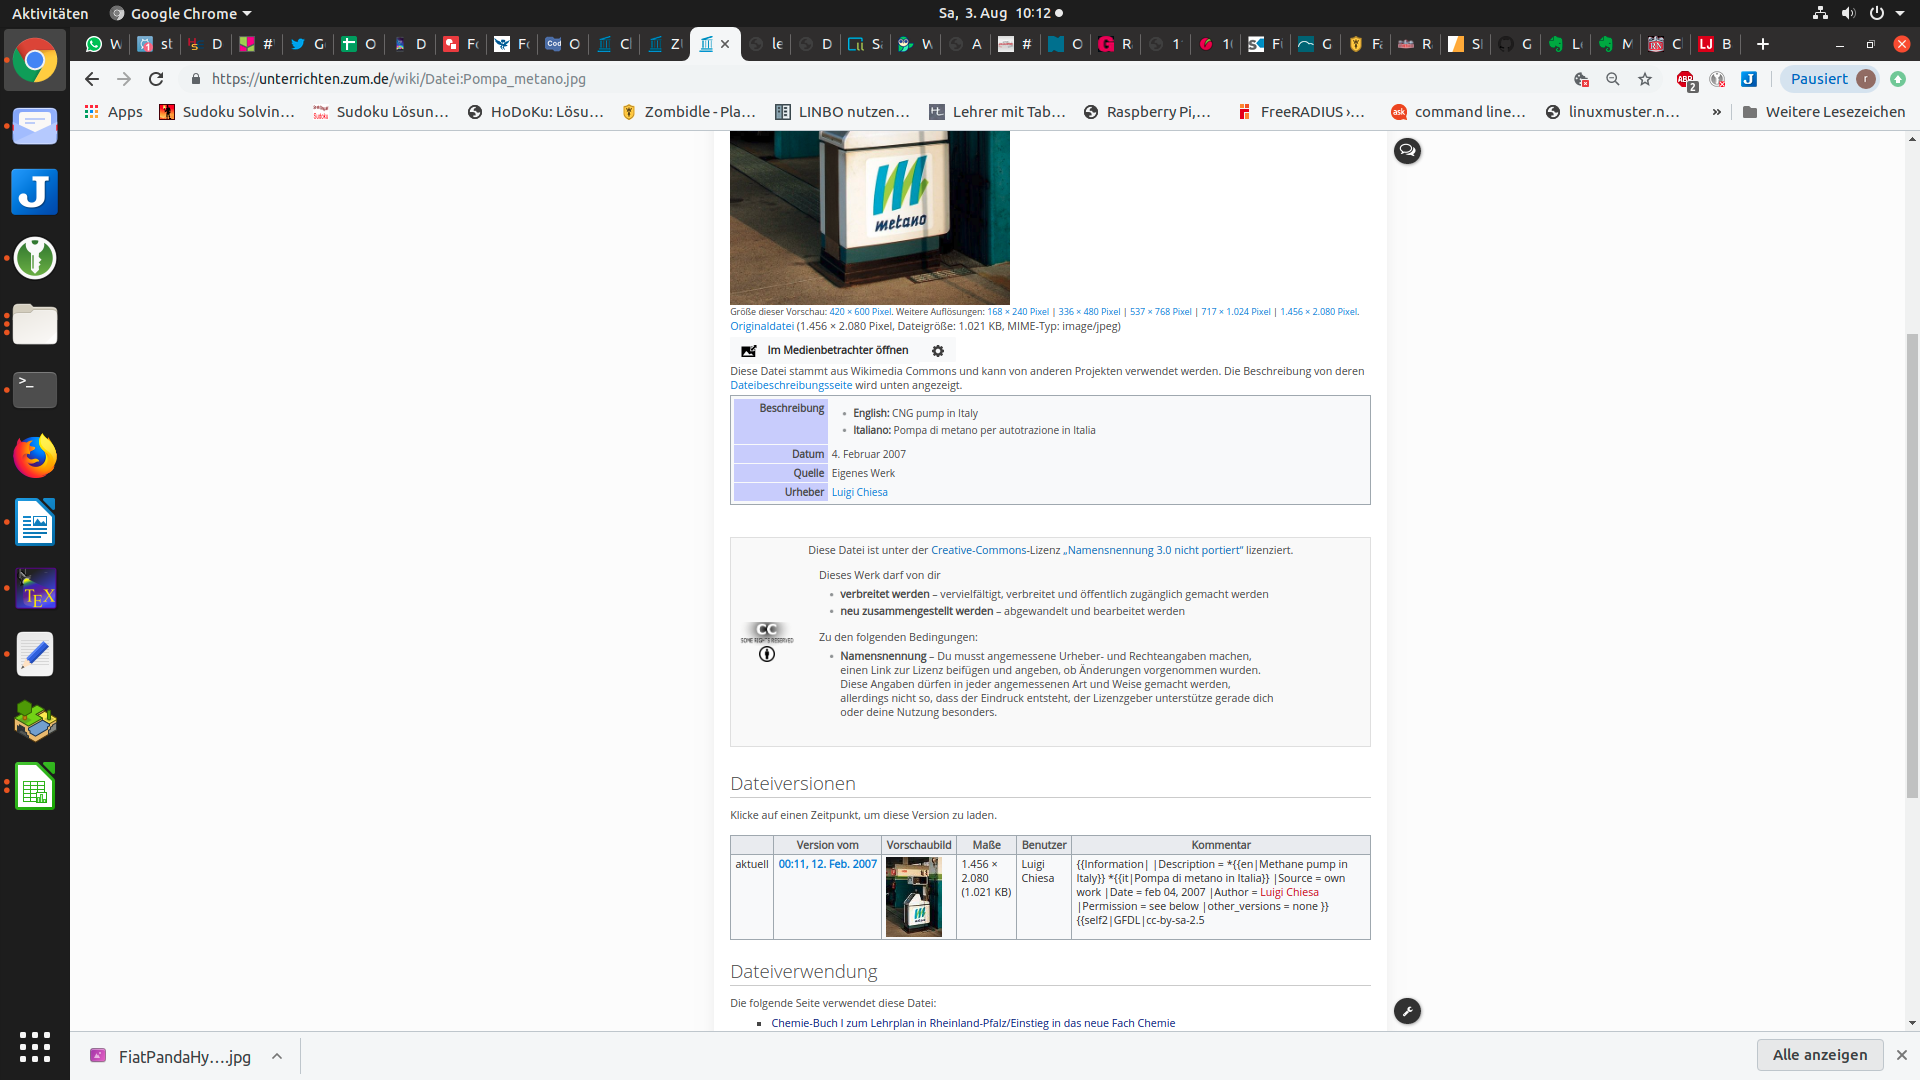 Aktivitäten
Google Chrome
Sa, 3. Aug 10:12
https://unterrichten.zum.de/wiki/Datei:Pompa_metano.jpg
Pausiert
r
2
Apps
Sudoku Solvin…
Sudoku Lösun…
HoDoKu: Lösu…
Zombidle - Pla…
LINBO nutzen…
Lehrer mit Tab…
Raspberry Pi,…
FreeRADIUS ›…
command line…
linuxmuster.n…
»
Weitere Lesezeichen
metano
Größe dieser Vorschau: 420 × 600 Pixel. Weitere Auflösungen: 168 × 240 Pixel | 336 × 480 Pixel | 537 × 768 Pixel | 717 × 1.024 Pixel | 1.456 × 2.080 Pixel.
Originaldatei (1.456 × 2.080 Pixel, Dateigröße: 1.021 KB, MIME-Typ: image/jpeg)
Im Medienbetrachter öffnen
Diese Datei stammt aus Wikimedia Commons und kann von anderen Projekten verwendet werden. Die Beschreibung von deren
Dateibeschreibungsseite wird unten angezeigt.
Beschreibung
• English: CNG pump in Italy
• Italiano: Pompa di metano per autotrazione in Italia
Datum 4. Februar 2007
Quelle Eigenes Werk
Urheber Luigi Chiesa
Diese Datei ist unter der Creative-Commons-Lizenz „Namensnennung 3.0 nicht portiert“ lizenziert.
Dieses Werk darf von dir
• verbreitet werden – vervielfältigt, verbreitet und öffentlich zugänglich gemacht werden
• neu zusammengestellt werden – abgewandelt und bearbeitet werden
Zu den folgenden Bedingungen:
CC
SOME RIGHTS RESERVED
• Namensnennung – Du musst angemessene Urheber- und Rechteangaben machen,
einen Link zur Lizenz beifügen und angeben, ob Änderungen vorgenommen wurden.
Diese Angaben dürfen in jeder angemessenen Art und Weise gemacht werden,
allerdings nicht so, dass der Eindruck entsteht, der Lizenzgeber unterstütze gerade dich
oder deine Nutzung besonders.
Dateiversionen
Klicke auf einen Zeitpunkt, um diese Version zu laden.
Version vom Vorschaubild Maße Benutzer Kommentar
aktuell 00:11, 12. Feb. 2007
1.456 ×
2.080
(1.021 KB)
Luigi
Chiesa
{{Information| |Description = *{{en|Methane pump in
Italy}} *{{it|Pompa di metano in Italia}} |Source = own
work |Date = feb 04, 2007 |Author = Luigi Chiesa
|Permission = see below |other_versions = none }}
{{self2|GFDL|cc-by-sa-2.5
Dateiverwendung
Die folgende Seite verwendet diese Datei:
Chemie-Buch I zum Lehrplan in Rheinland-Pfalz/Einstieg in das neue Fach Chemie
FiatPandaHy….jpg
Alle anzeigen